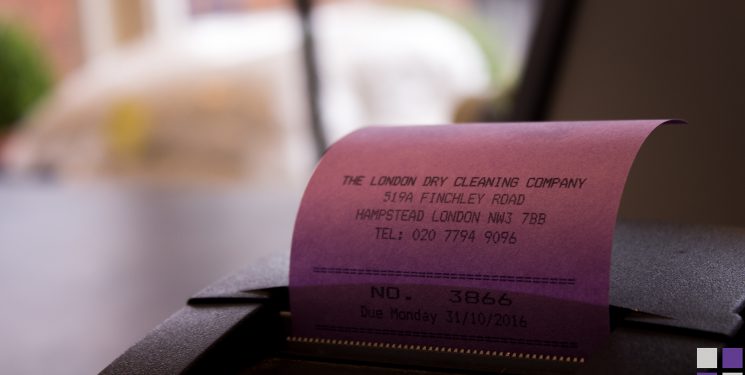 THE LONDON DRY CLEANING COMPANY
519A FINCHLEY ROAD
HAMPSTEAD LONDON NW3 7BB
TEL: 020 7794 9096
NO. 3866
Due Monday 31/10/2016